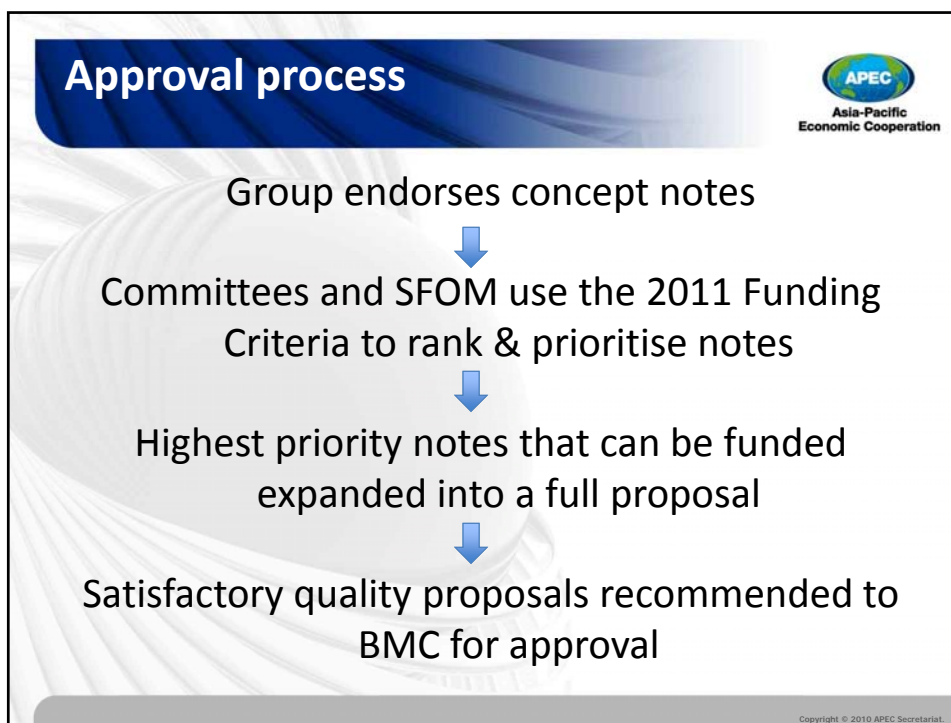 Approval process
APEC
Asia-Pacific
Economic Cooperation
Group endorses concept notes
Committees and SFOM use the 2011 Funding
Criteria to rank & prioritise notes
Highest priority notes that can be funded
expanded into a full proposal
Satisfactory quality proposals recommended to
BMC for approval
Copyright © 2010 APEC Secretariat.